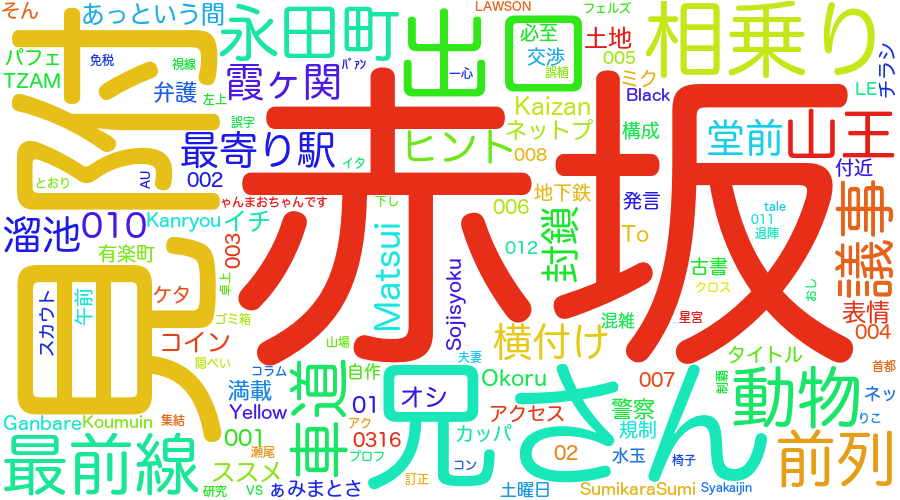 そん
あっという間
永田町
出口
LAWSON
フェルズ
必至
土地
相乗り
パフェ
免税
視線
TZAM
霞ヶ関
一心
交渉
誤植
005
ミク
Black
LE
チラシ
弁護
左上
見附
赤坂
Kaizan
ネットプ
構成
堂前
山王
最寄り駅
誤字
ヒント
008
とおり
AU
002
イタ
地下鉄
発言
付近
ゃんまおちゃんです
下し
006
tale
011
退陣
議事
溜池
010
Kanryou
イチ
003
有楽町
Matsui
Sojisyoku
封鎖
012
To
古書
クロス
おし
スカウト
午前
ケタ
卓上
ゴミ箱
混雑
星宮
表情
004
コイン
山場
横付け
タイトル
隠ぺい
コラム
夫妻
首都
車道
自作
兄さん
オシ
Okoru
007
制覇
動物
ネッ
満載
Yellow
01
アクセス
警察
りこ
Ganbare
Koumuin
集結
アク
001
0316
カッパ
規制
前列
最前線
瀬尾
プロフ
コン
02
水玉
椅子
ススメ
研究
VS
ぁみまとさ
訂正
土曜日
SumikaraSumi
Syakaijin